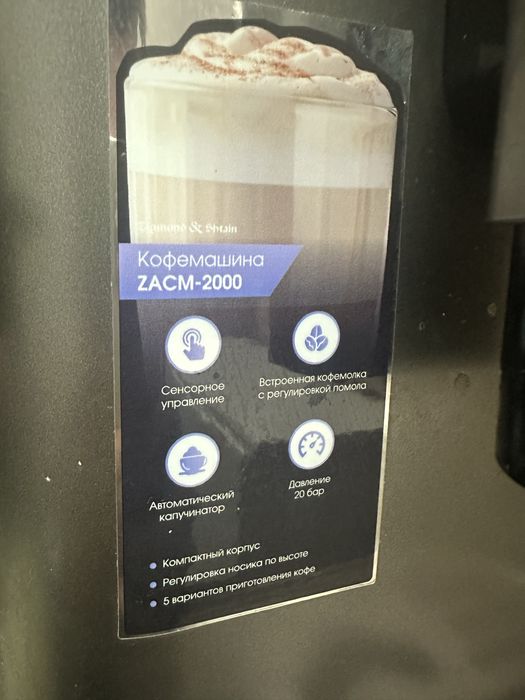 & Shtain
Кофемашина
ZACM-2000
Сенсорное
управление
Встроенная кофемолка
с регулировкой помола
Автоматический
капучинатор
Давление
20 бар
• Компактный корпус
• Регулировка носика по высоте
• 5 вариантов приготовления кофе